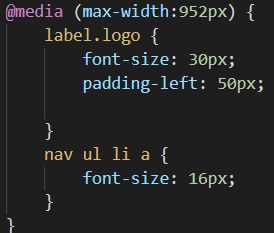 @media (max-width:952px) {
    label.logo {
        font-size: 30px;
        padding-left: 50px;

    }
    nav ul li a {
        font-size: 16px;
    }
}